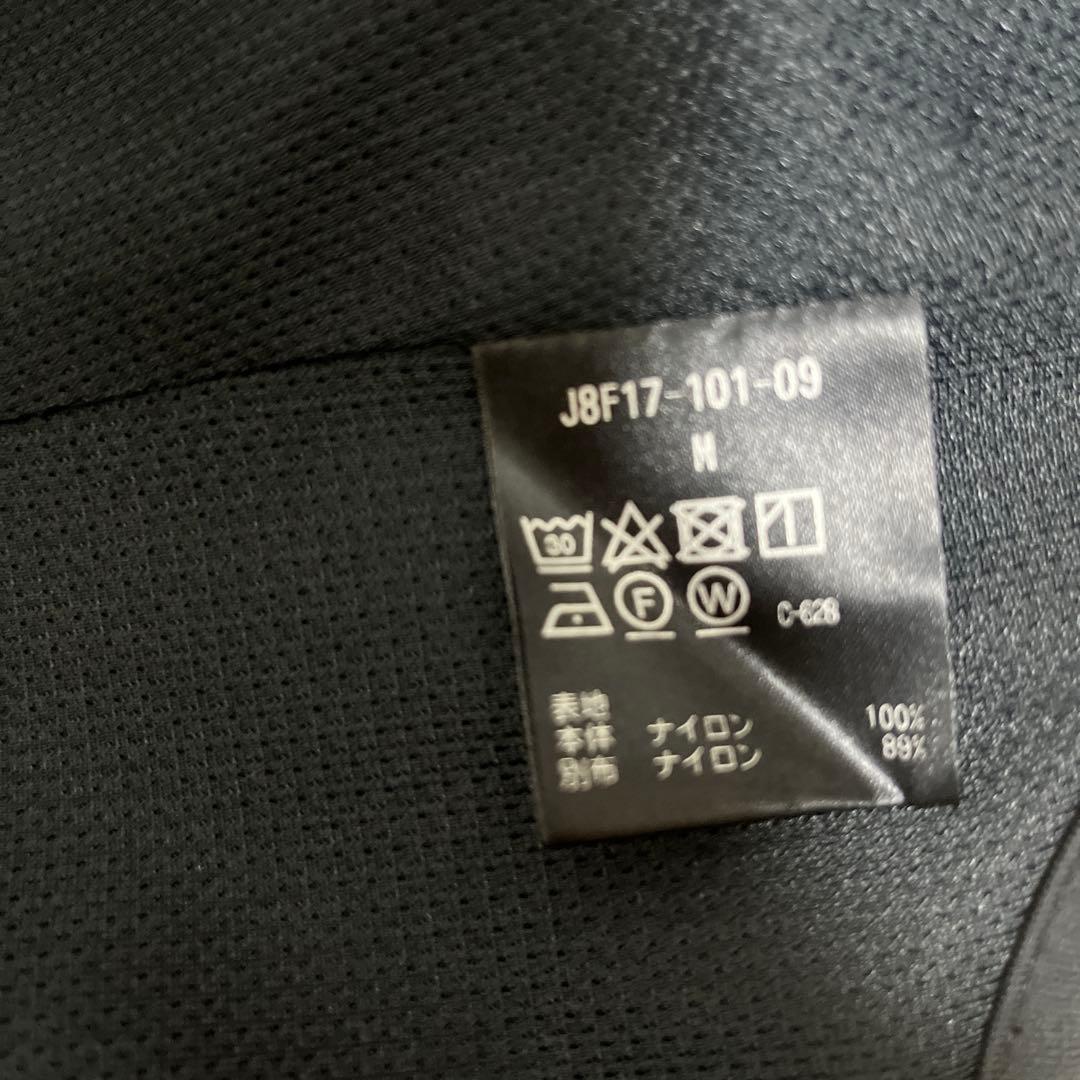 J8F17-101-09
M
30
F W C-628
表地
本体 ナイロン 100%
別布 ナイロン 89%